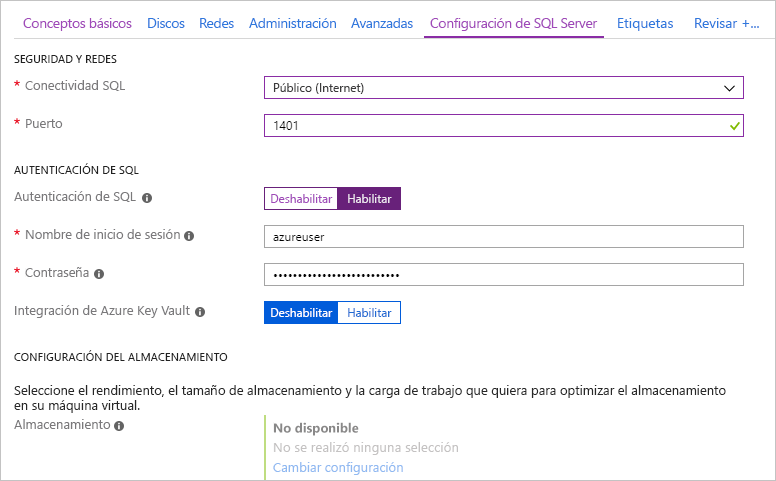 Conceptos básicos Discos Redes Administración Avanzadas Configuración de SQL Server Etiquetas Revisar +...
SEGURIDAD Y REDES
* Conectividad SQL Público (Internet)
* Puerto 1401
AUTENTICACIÓN DE SQL
Autenticación de SQL Deshabilitar Habilitar
* Nombre de inicio de sesión azureuser
* Contraseña ••••••••••••••••••••••••••
Integración de Azure Key Vault Deshabilitar Habilitar
CONFIGURACIÓN DEL ALMACENAMIENTO
Seleccione el rendimiento, el tamaño de almacenamiento y la carga de trabajo que quiera para optimizar el almacenamiento
en su máquina virtual.
Almacenamiento No disponible
No se realizó ninguna selección
Cambiar configuración